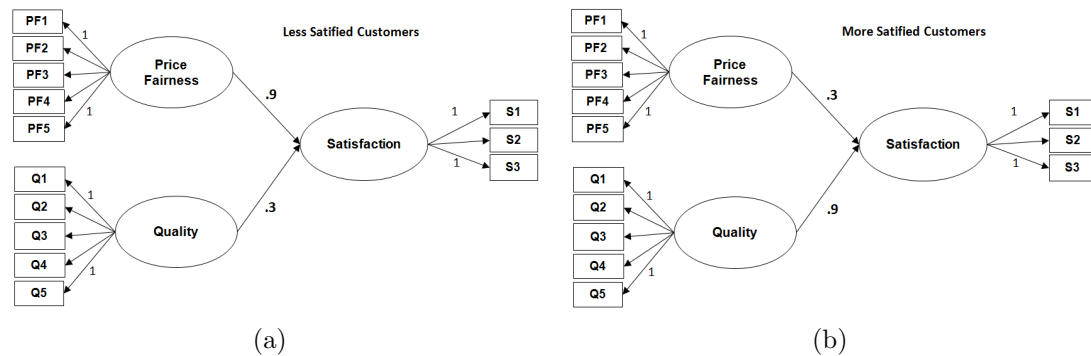 PF1
1
PF2
PF3
PF4
1
PF5
Price
Fairness
Less Satified Customers
.9
Satisfaction
1
S1
S2
1
S3
Q1
1
Q2
Q3
Q4
1
Q5
Quality
.3
(a)
PF1
1
PF2
PF3
PF4
1
PF5
Price
Fairness
More Satified Customers
.3
Satisfaction
1
S1
S2
1
S3
Q1
1
Q2
Q3
Q4
1
Q5
Quality
.9
(b)